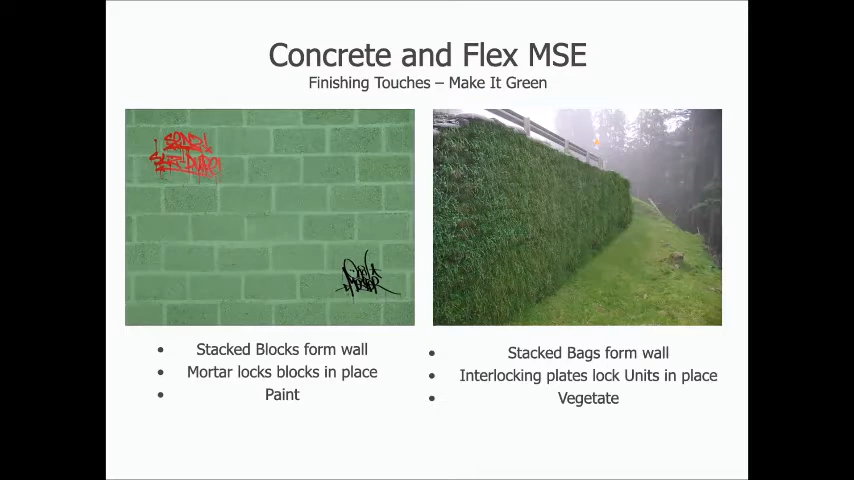 Concrete and Flex MSE
Finishing Touches – Make It Green
Stacked Blocks form wall
Mortar locks blocks in place
Paint
Stacked Bags form wall
Interlocking plates lock Units in place
Vegetate